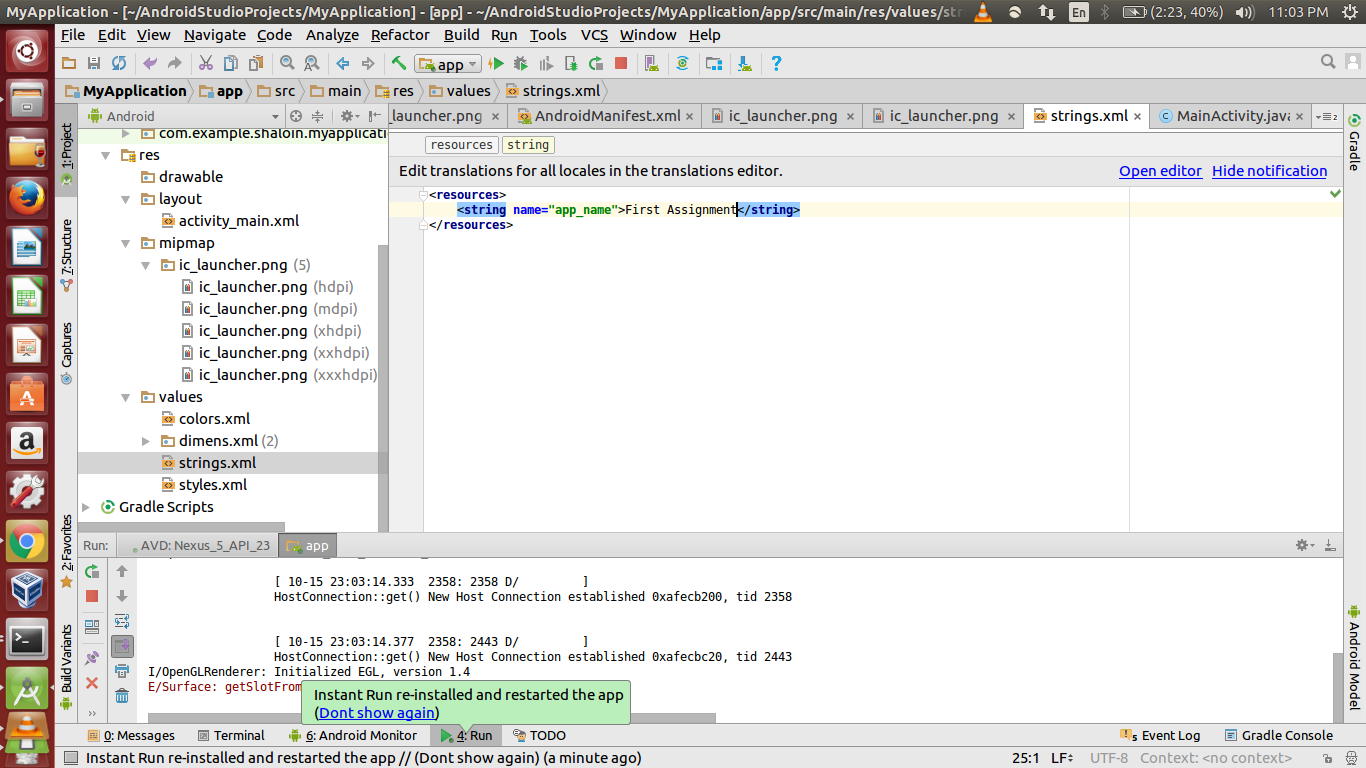 MyApplication - [~/AndroidStudioProjects/MyApplication] - [app] - ~/AndroidStudioProjects/MyApplication/app/src/main/res/values/str
En (2:23, 40%) 11:03 PM
File Edit View Navigate Code Analyze Refactor Build Run Tools VCS Window Help
app
MyApplication app src main res values strings.xml
Android
_launcher.png AndroidManifest.xml ic_launcher.png ic_launcher.png strings.xml MainActivity.java
1: Project
7: Structure
Captures
2: Favorites
Build Variants
com.example.shaloin.myapplicati
res
drawable
layout
activity_main.xml
mipmap
ic_launcher.png (5)
ic_launcher.png (hdpi)
ic_launcher.png (mdpi)
ic_launcher.png (xhdpi)
ic_launcher.png (xxhdpi)
ic_launcher.png (xxxhdpi)
values
colors.xml
dimens.xml (2)
strings.xml
styles.xml
Gradle Scripts
resources string
Edit translations for all locales in the translations editor. Open editor Hide notification
<resources>
<string name="app_name">First Assignment</string>
</resources>
Gradle
Android Model
Run: AVD: Nexus_5_API_23 app
[ 10-15 23:03:14.333 2358: 2358 D/ ]
HostConnection::get() New Host Connection established 0xafecb200, tid 2358
[ 10-15 23:03:14.377 2358: 2443 D/ ]
HostConnection::get() New Host Connection established 0xafecbc20, tid 2443
I/OpenGLRenderer: Initialized EGL, version 1.4
E/Surface: getSlotFrom
Instant Run re-installed and restarted the app
(Dont show again)
0: Messages Terminal 6: Android Monitor 4: Run TODO 5 Event Log Gradle Console
Instant Run re-installed and restarted the app // (Dont show again) (a minute ago) 25:1 LF UTF-8 Context: <no context>